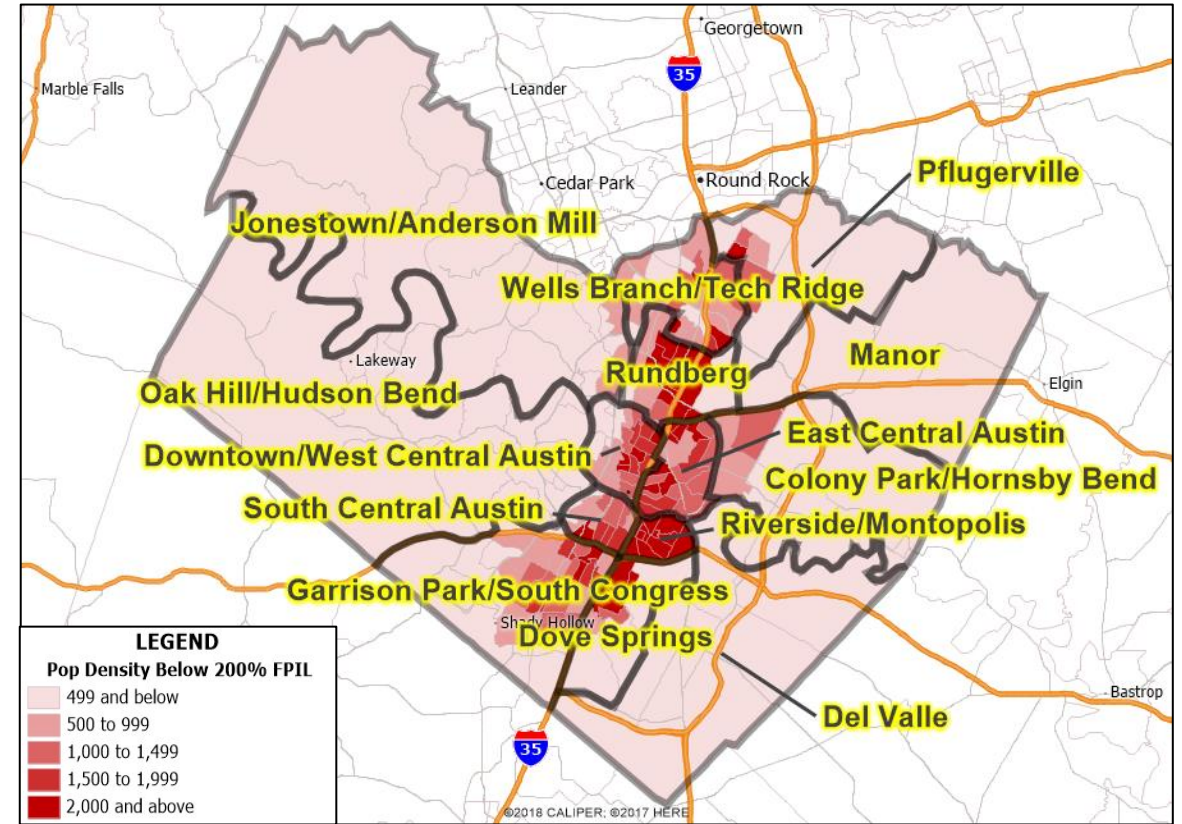 Georgetown
35
Marble Falls
Leander
Pflugerville
Cedar Park
Round Rock
Jonestown/Anderson Mill
Wells Branch/Tech Ridge
Manor
Lakeway
Rundberg
Elgin
Oak Hill/Hudson Bend
East Central Austin
Downtown/West Central Austin
Colony Park/Hornsby Bend
South Central Austin
Riverside/Montopolis
Garrison Park/South Congress
Shady Hollow
Dove Springs
Bastrop
Del Valle
35
LEGEND
Pop Density Below 200% FPIL
499 and below
500 to 999
1,000 to 1,499
1,500 to 1,999
2,000 and above
©2018 CALIPER; ©2017 HERE